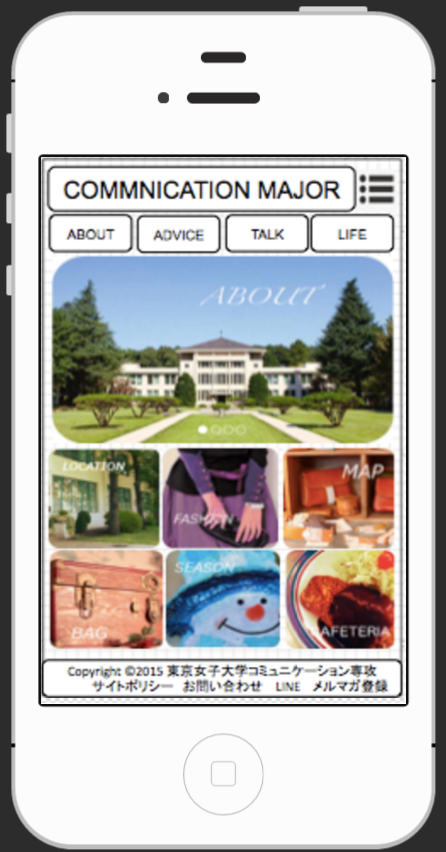 COMMNICATION MAJOR
ABOUT ADVICE TALK LIFE
ABOUT
LOCATION FASHION MAP
BAG SEASON CAFETERIA
Copyright ©2015 東京女子大学コミュニケーション専攻
サイトポリシー お問い合わせ LINE メルマガ登録